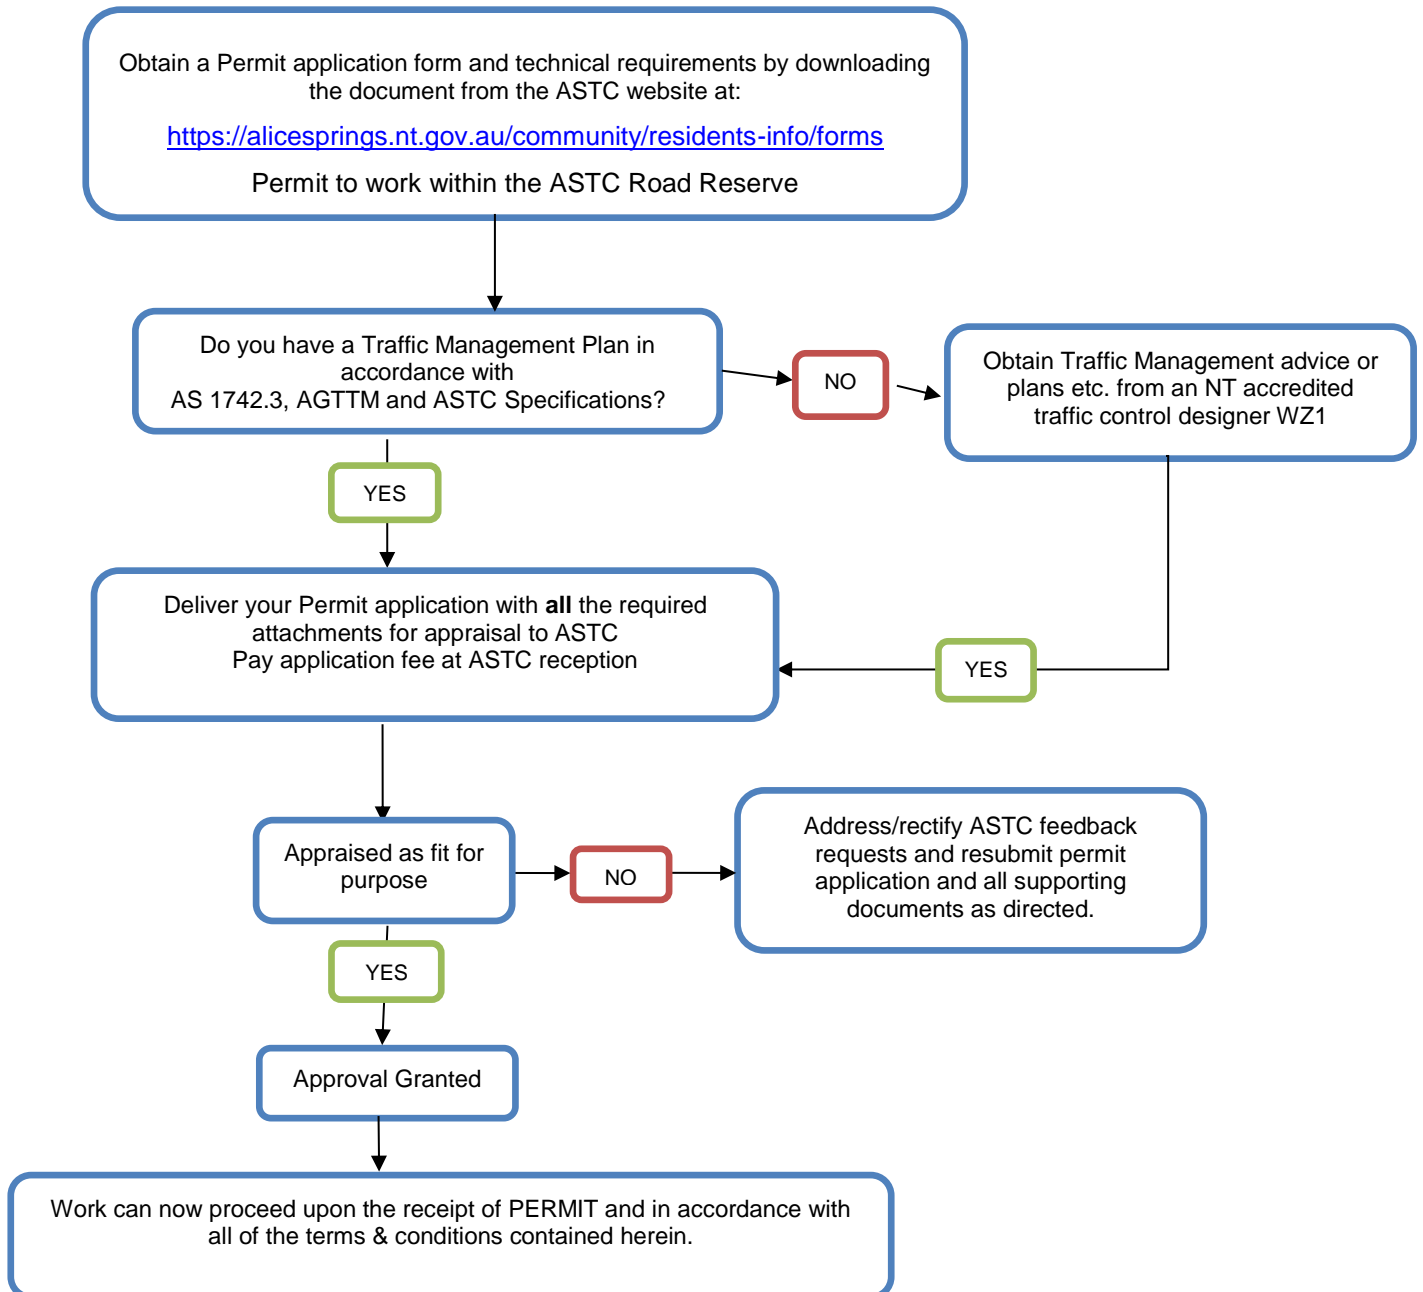 Obtain a Permit application form and technical requirements by downloading
the document from the ASTC website at:
https://alicesprings.nt.gov.au/community/residents-info/forms
Permit to work within the ASTC Road Reserve
Do you have a Traffic Management Plan in
accordance with
AS 1742.3, AGTTM and ASTC Specifications?
NO
Obtain Traffic Management advice or
plans etc. from an NT accredited
traffic control designer WZ1
YES
Deliver your Permit application with all the required
attachments for appraisal to ASTC
Pay application fee at ASTC reception
YES
Appraised as fit for
purpose
NO
Address/rectify ASTC feedback
requests and resubmit permit
application and all supporting
documents as directed.
YES
Approval Granted
Work can now proceed upon the receipt of PERMIT and in accordance with
all of the terms & conditions contained herein.